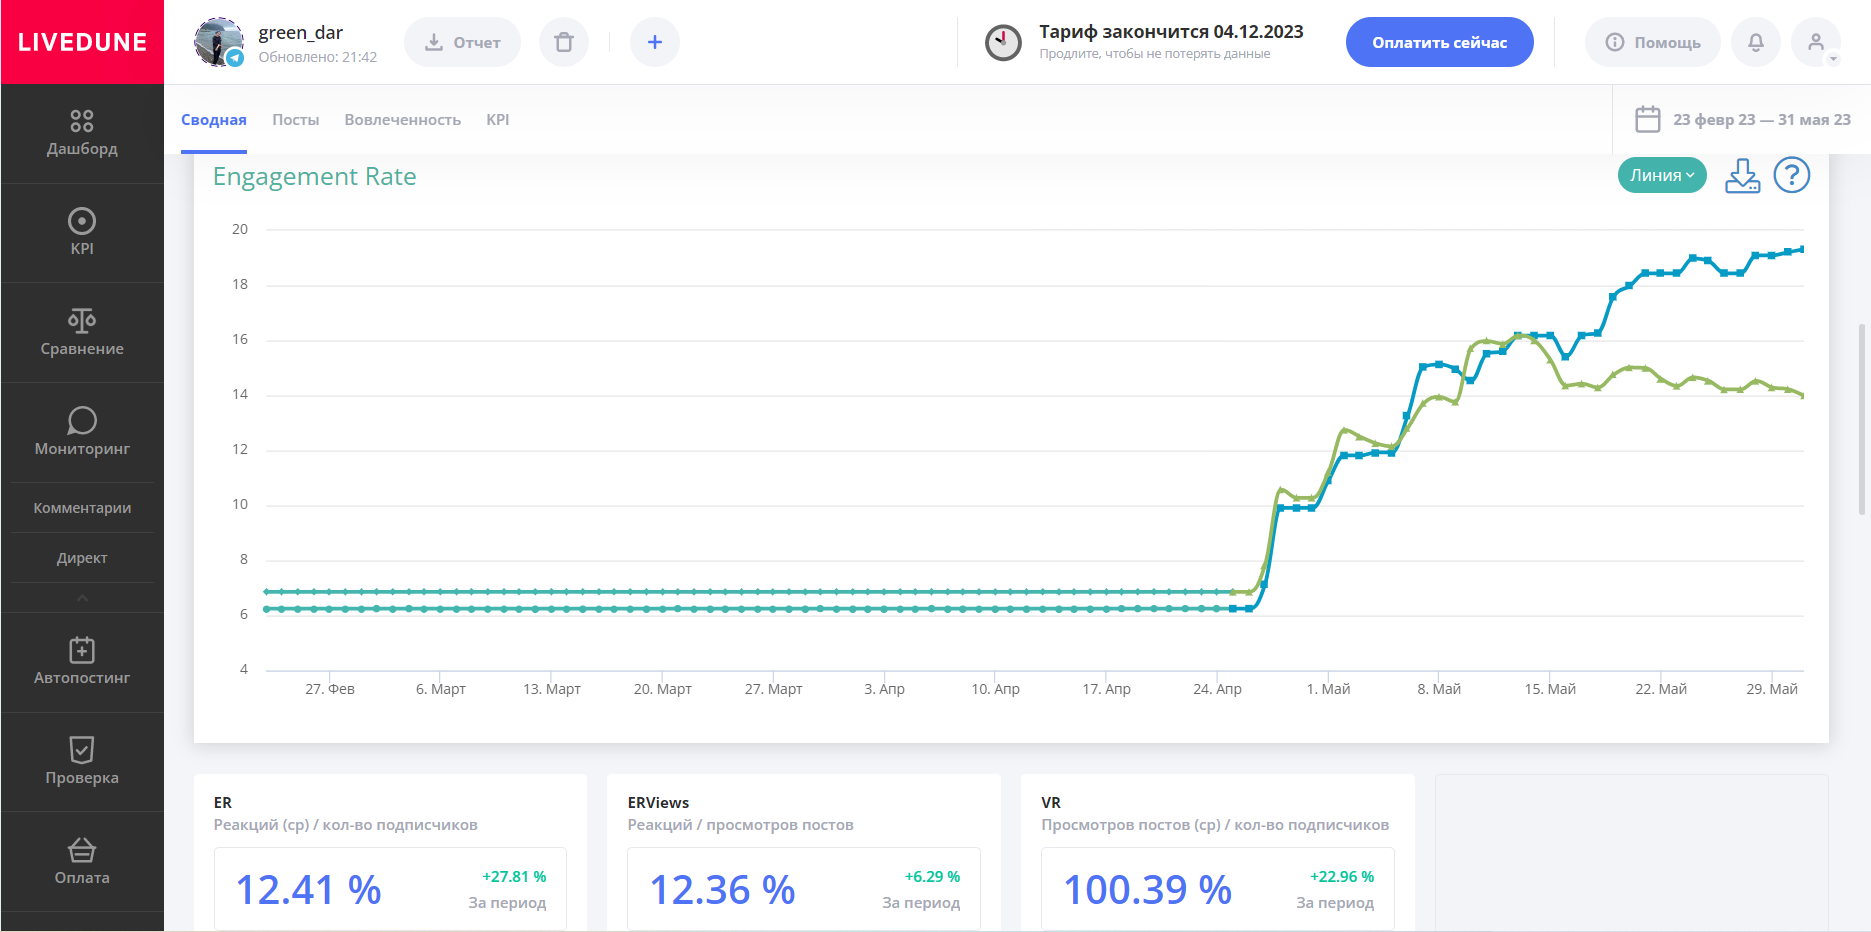 LIVEDUNE
green_dar
Обновлено: 21:42
Отчет
Тариф закончится 04.12.2023
Продлите, чтобы не потерять данные
Оплатить сейчас
Помощь
Дашборд
KPI
Сравнение
Мониторинг
Комментарии
Директ
Автопостинг
Проверка
Оплата
Сводная
Посты
Вовлеченность
KPI
23 февр 23 — 31 мая 23
Engagement Rate
Линия
?
20
18
16
14
12
10
8
6
4
27. Фев
6. Март
13. Март
20. Март
27. Март
3. Апр
10. Апр
17. Апр
24. Апр
1. Май
8. Май
15. Май
22. Май
29. Май
ER
Реакций (ср) / кол-во подписчиков
12.41 %
+27.81 %
За период
ERViews
Реакций / просмотров постов
12.36 %
+6.29 %
За период
VR
Просмотров постов (ср) / кол-во подписчиков
100.39 %
+22.96 %
За период